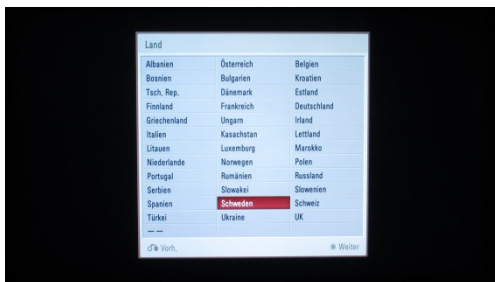 Land
Albanien Österreich Belgien
Bosnien Bulgarien Kroatien
Tsch. Rep. Dänemark Estland
Finnland Frankreich Deutschland
Griechenland Ungarn Irland
Italien Kasachstan Lettland
Litauen Luxemburg Marokko
Niederlande Norwegen Polen
Portugal Rumänien Russland
Serbien Slowakei Slowenien
Spanien Schweden Schweiz
Türkei Ukraine UK
— —
Vorh. Weiter